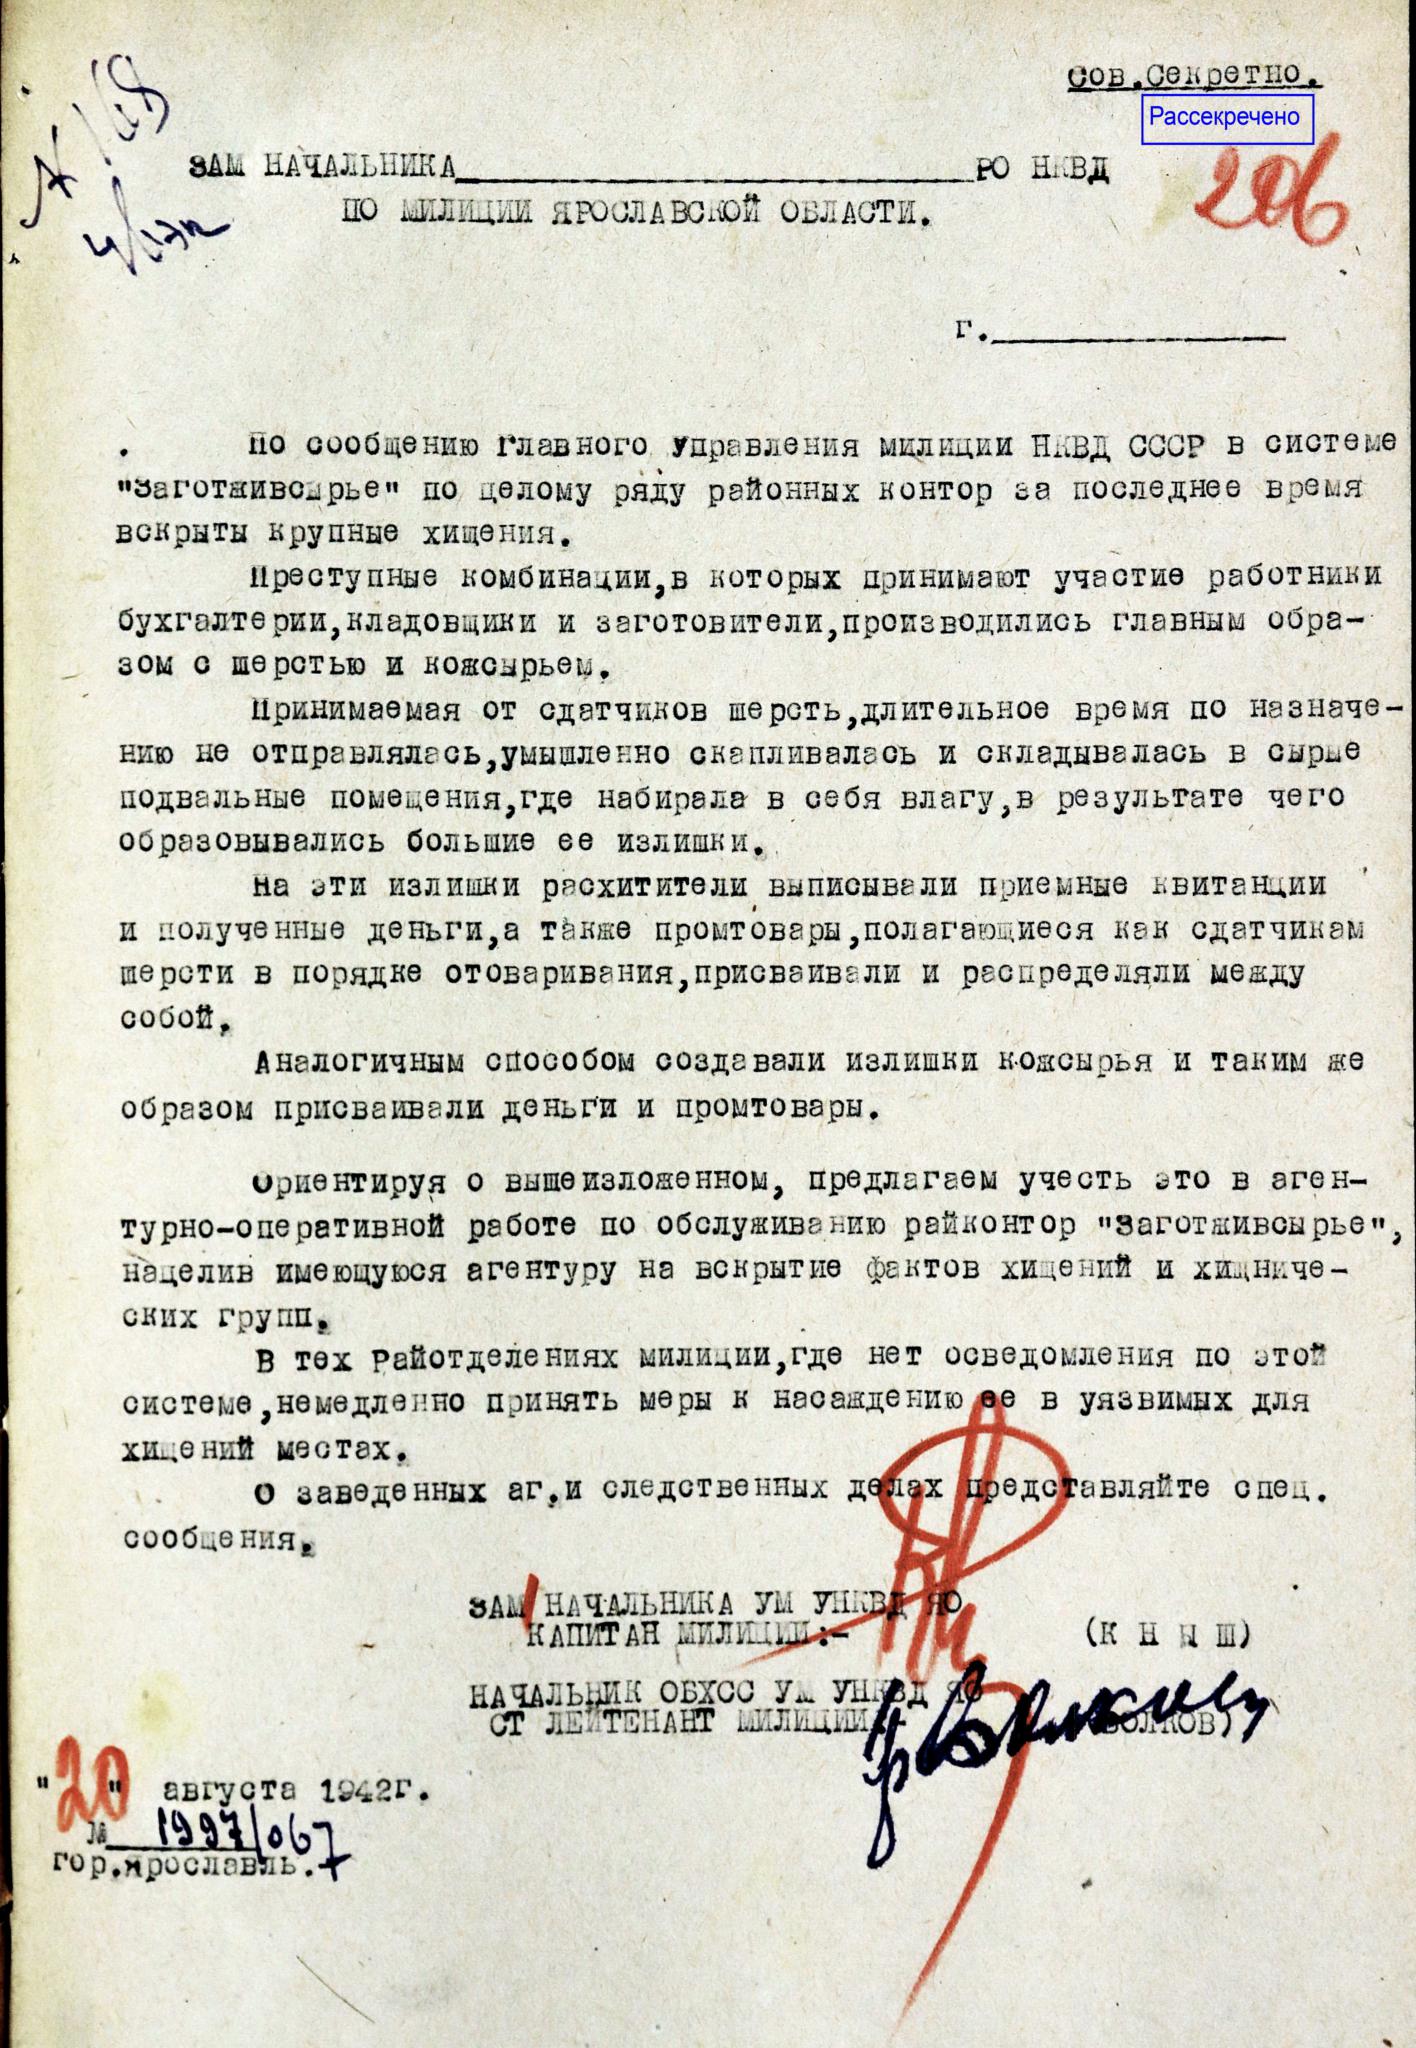 Сов.Секретно.
Рассекречено
206
ЗАМ НАЧАЛЬНИКА____________________РО НКВД
ПО МИЛИЦИИ ЯРОСЛАВСКОЙ ОБЛАСТИ.
г.____________
По сообщению Главного Управления милиции НКВД СССР в системе
"Заготживсырье" по целому ряду районных контор за последнее время
вскрыты крупные хищения.
Преступные комбинации,в которых принимают участие работники
бухгалтерии,кладовщики и заготовители,производились главным обра-
зом с шерстью и кожсырьем.
Принимаемая от сдатчиков шерсть,длительное время по назначе-
нию не отправлялась,умышленно скапливалась и складывалась в сырые
подвальные помещения,где набирала в себя влагу,в результате чего
образовывались большие ее излишки.
На эти излишки расхитители выписывали приемные квитанции
и полученные деньги,а также промтовары,полагающиеся как сдатчикам
шерсти в порядке отоваривания,присваивали и распределяли между
собой.
Аналогичным способом создавали излишки кожсырья и таким же
образом присваивали деньги и промтовары.
Ориентируя о вышеизложенном, предлагаем учесть это в аген-
турно-оперативной работе по обслуживанию райконтор "Заготживсырье",
нацелив имеющуюся агентуру на вскрытие фактов хищений и хищниче-
ских групп.
В тех Райотделениях милиции,где нет осведомления по этой
системе,немедленно принять меры к насаждению ее в уязвимых для
хищений местах.
О заведенных аг.и следственных делах представляйте спец.
сообщения.
ЗАМ НАЧАЛЬНИКА УМ УНКВД ЯО
КАПИТАН МИЛИЦИИ:- (К Н Ы Ш)
НАЧАЛЬНИК ОБХСС УМ УНКВД ЯО
СТ ЛЕЙТЕНАНТ МИЛИЦИИ:- (ВОЛКОВ)
"20" августа 1942г.
№ 1997/067
гор.Ярославль.